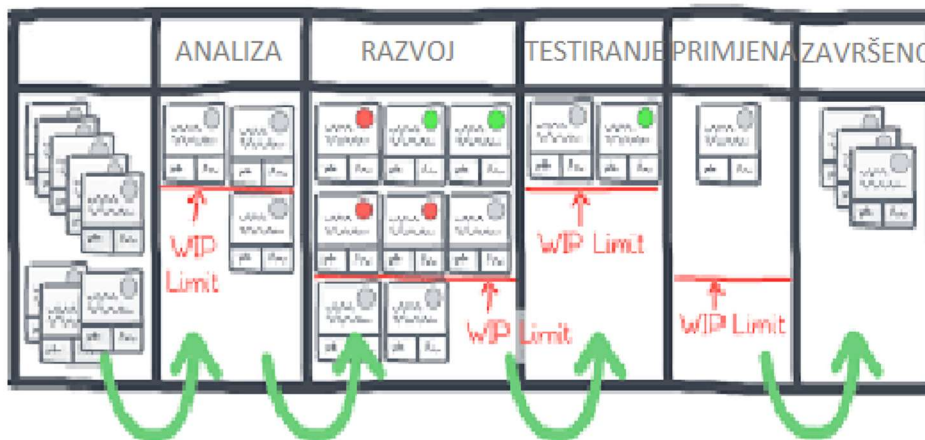 ANALIZA
RAZVOJ
TESTIRANJE
PRIMJENA
ZAVRŠENO
WIP
Limit
WIP Limit
WIP Limit
WIP Limit